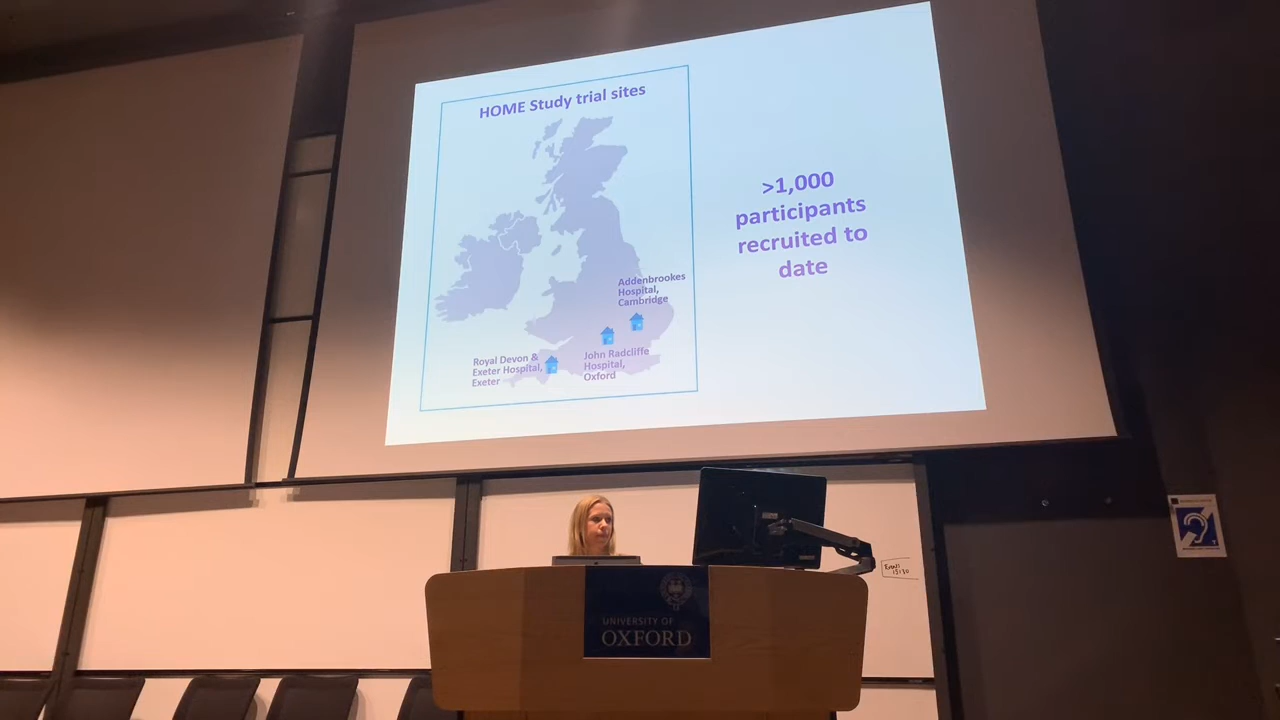 HOME Study trial sites
>1,000
participants
recruited to
date
Addenbrookes
Hospital,
Cambridge
Royal Devon &
Exeter Hospital,
Exeter
John Radcliffe
Hospital,
Oxford
UNIVERSITY OF
OXFORD